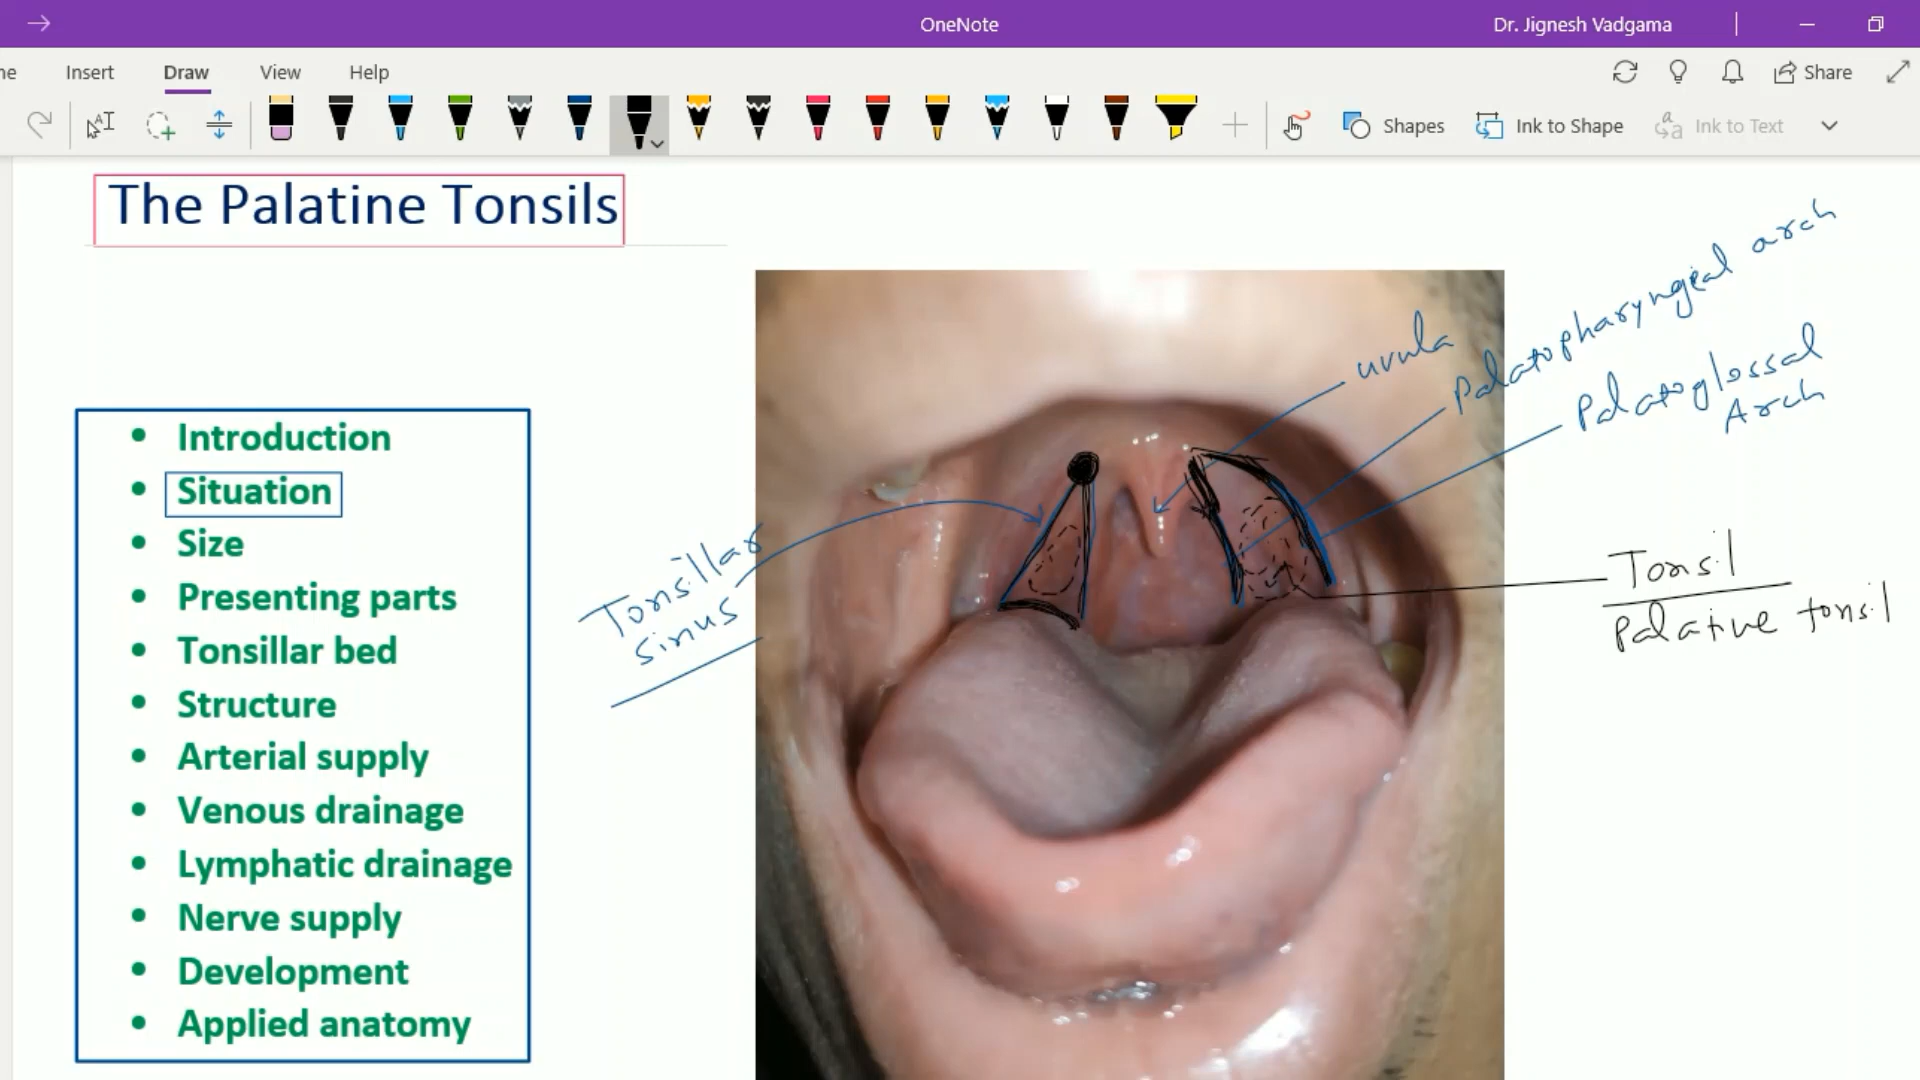 OneNote
Dr. Jignesh Vadgama
Insert Draw View Help
Share
Shapes
Ink to Shape
Ink to Text
The Palatine Tonsils
• Introduction
• Situation
• Size
• Presenting parts
• Tonsillar bed
• Structure
• Arterial supply
• Venous drainage
• Lymphatic drainage
• Nerve supply
• Development
• Applied anatomy
uvula
Palatopharyngeal arch
Palatoglossal
Arch
Tonsillar
sinus
Tonsil
Palatine tonsil